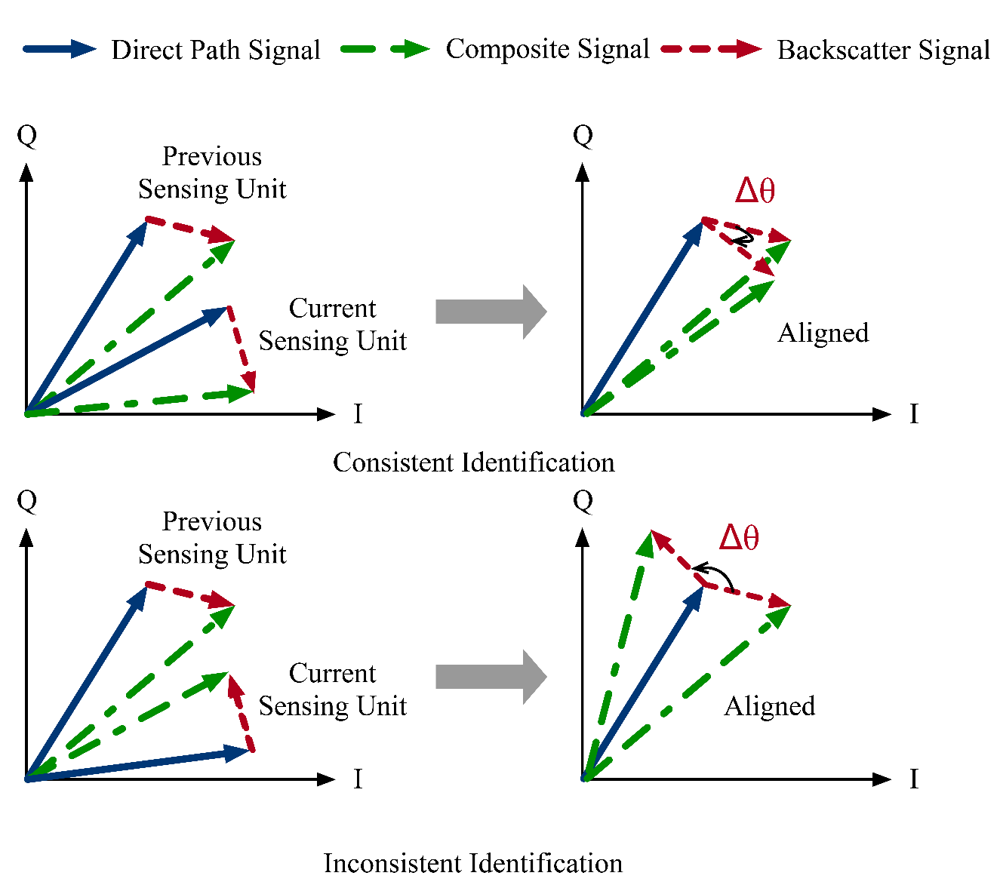 Direct Path Signal
Composite Signal
Backscatter Signal
Q
Previous
Sensing Unit
Current
Sensing Unit
I
Q
Δθ
Aligned
I
Consistent Identification
Q
Previous
Sensing Unit
Current
Sensing Unit
I
Q
Δθ
Aligned
I
Inconsistent Identification